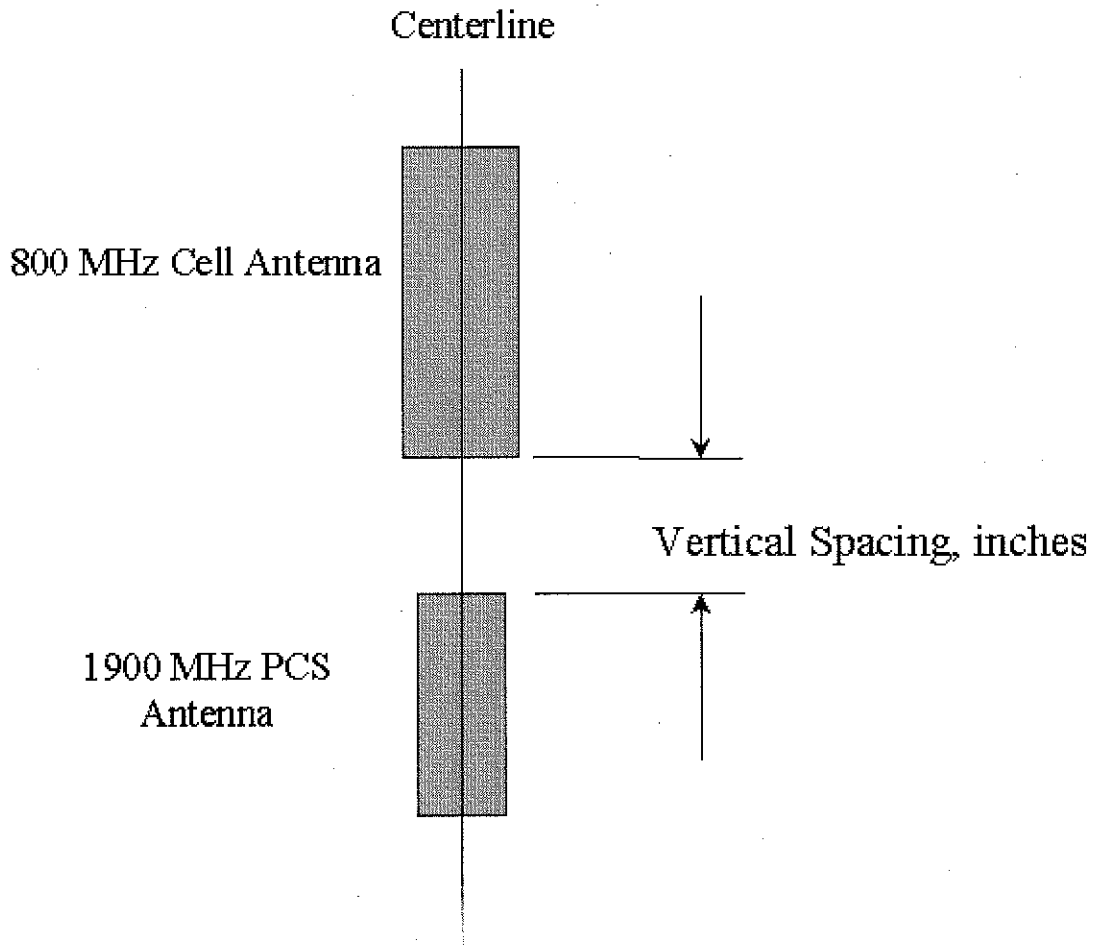 Centerline
800 MHz Cell Antenna
Vertical Spacing, inches
1900 MHz PCS
Antenna